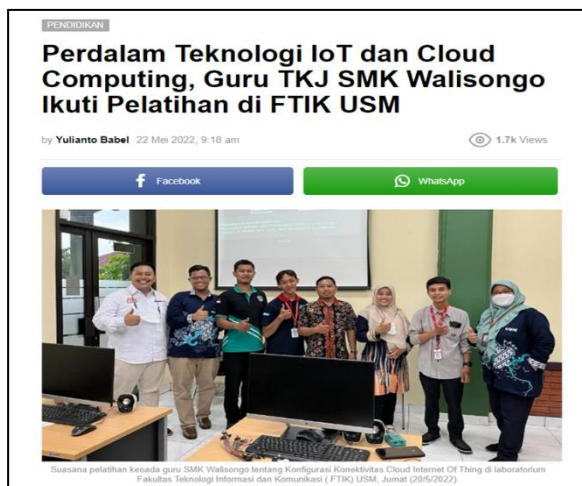 PENDIDIKAN
Perdalam Teknologi IoT dan Cloud
Computing, Guru TKJ SMK Walisongo
Ikuti Pelatihan di FTIK USM
by Yulianto Babel 22 Mei 2022, 9:18 am
1.7k Views
Facebook
WhatsApp
Suasana pelatihan kepada guru SMK Walisongo tentang Konfigurasi Konektivitas Cloud Internet Of Thing di laboratorium
Fakultas Teknologi Informasi dan Komunikasi ( FTIK) USM, Jumat (20/5/2022).